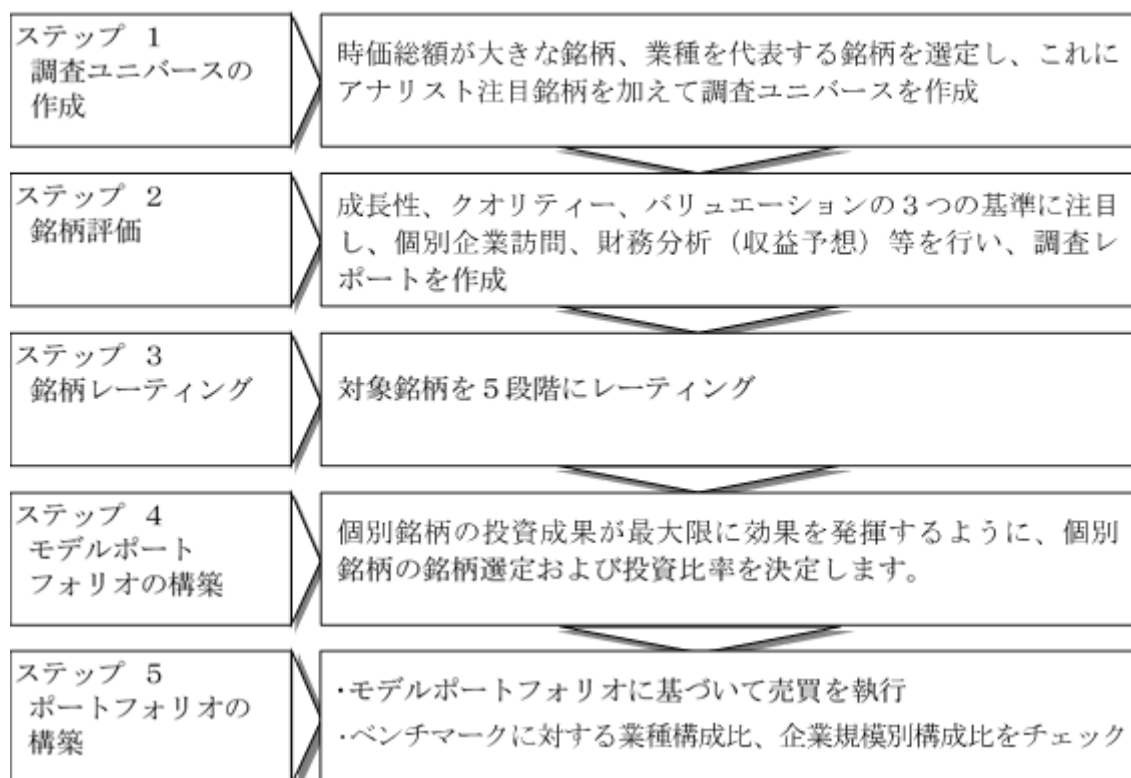 ステップ 1
調査ユニバースの
作成
時価総額が大きな銘柄、業種を代表する銘柄を選定し、これに
アナリスト注目銘柄を加えて調査ユニバースを作成
ステップ 2
銘柄評価
成長性、クオリティー、バリュエーションの3つの基準に注目
し、個別企業訪問、財務分析（収益予想）等を行い、調査レ
ポートを作成
ステップ 3
銘柄レーティング
対象銘柄を5段階にレーティング
ステップ 4
モデルポート
フォリオの構築
個別銘柄の投資成果が最大限に効果を発揮するように、個別
銘柄の銘柄選定および投資比率を決定します。
ステップ 5
ポートフォリオの
構築
・モデルポートフォリオに基づいて売買を執行
・ベンチマークに対する業種構成比、企業規模別構成比をチェック